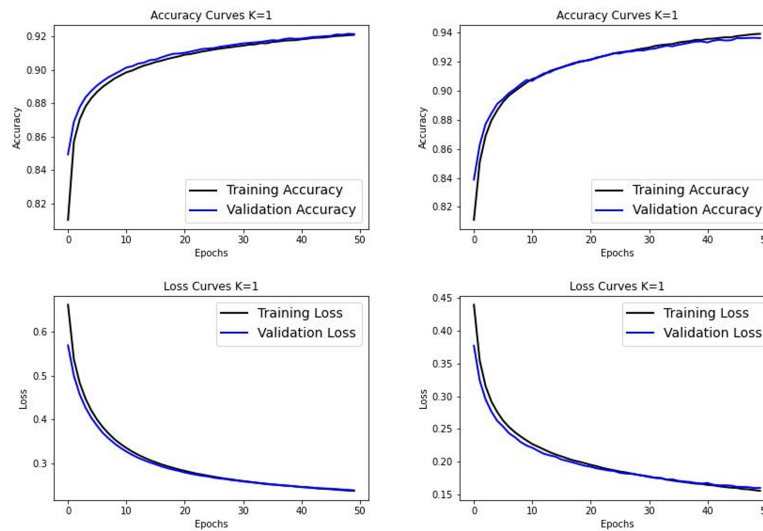 Accuracy Curves K=1
0.92
0.90
0.88
0.86
0.84
0.82
Accuracy
Training Accuracy
Validation Accuracy
0 10 20 30 40 50
Epochs
Accuracy Curves K=1
0.94
0.92
0.90
0.88
0.86
0.84
0.82
Accuracy
Training Accuracy
Validation Accuracy
0 10 20 30 40
Epochs
Loss Curves K=1
0.6
0.5
0.4
0.3
Loss
Training Loss
Validation Loss
0 10 20 30 40 50
Epochs
Loss Curves K=1
0.45
0.40
0.35
0.30
0.25
0.20
0.15
Loss
Training Loss
Validation Loss
0 10 20 30 40
Epochs